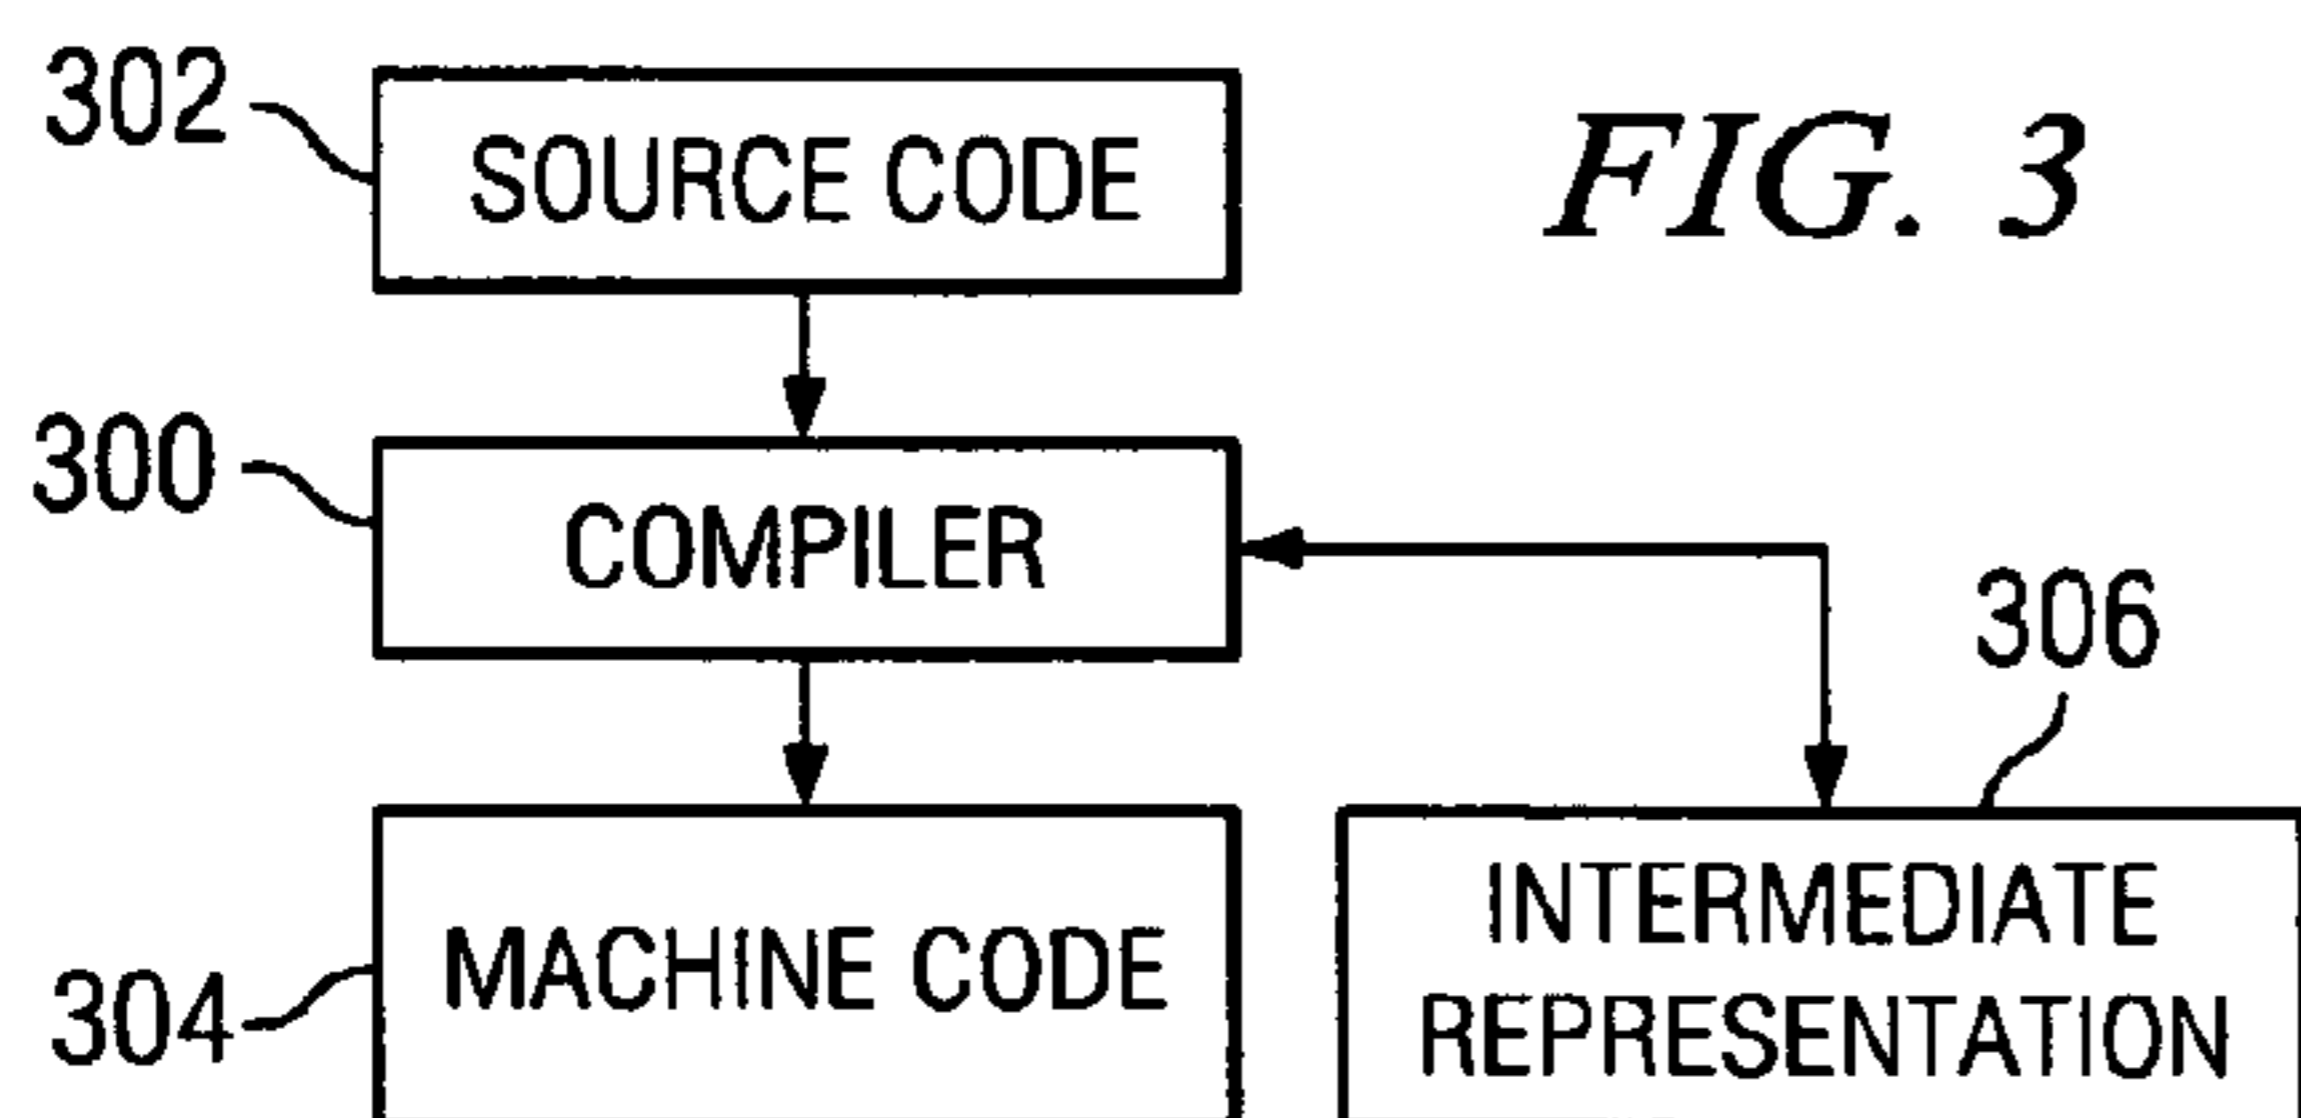 302
SOURCE CODE
FIG. 3
300
COMPILER
306
304
MACHINE CODE
INTERMEDIATE
REPRESENTATION